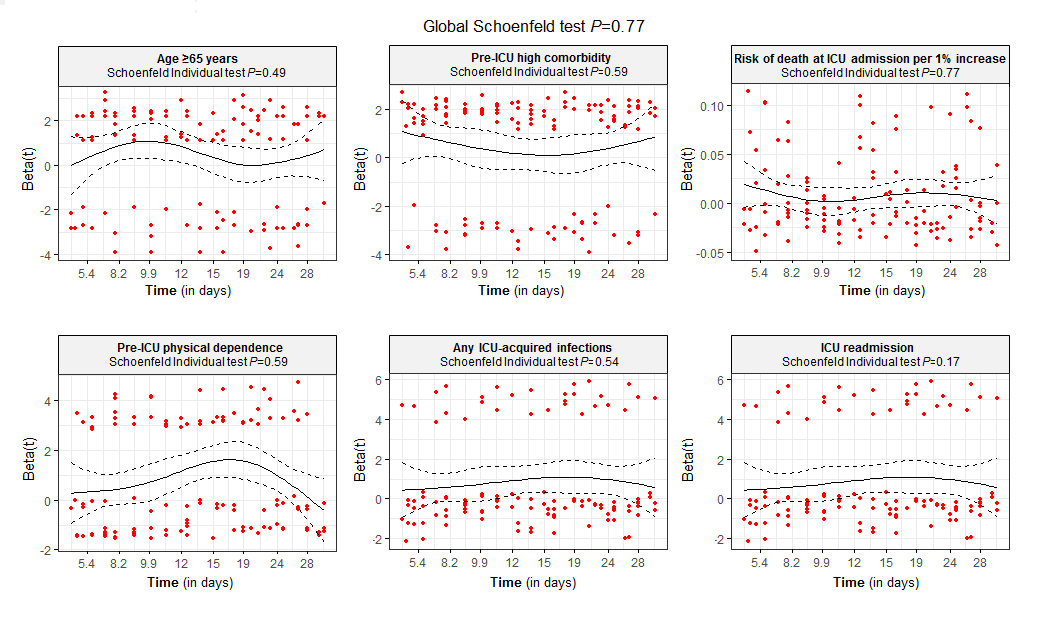 Global Schoenfeld test P=0.77
Age ≥65 years
Schoenfeld Individual test P=0.49
Beta(t)
2
0
-2
-4
5.4 8.2 9.9 12 15 19 24 28
Time (in days)
Pre-ICU high comorbidity
Schoenfeld Individual test P=0.59
Beta(t)
2
0
-2
-4
5.4 8.2 9.9 12 15 19 24 28
Time (in days)
Risk of death at ICU admission per 1% increase
Schoenfeld Individual test P=0.77
Beta(t)
0.10
0.05
0.00
-0.05
5.4 8.2 9.9 12 15 19 24 28
Time (in days)
Pre-ICU physical dependence
Schoenfeld Individual test P=0.59
Beta(t)
4
2
0
-2
5.4 8.2 9.9 12 15 19 24 28
Time (in days)
Any ICU-acquired infections
Schoenfeld Individual test P=0.54
Beta(t)
6
4
2
0
-2
5.4 8.2 9.9 12 15 19 24 28
Time (in days)
ICU readmission
Schoenfeld Individual test P=0.17
Beta(t)
6
4
2
0
-2
5.4 8.2 9.9 12 15 19 24 28
Time (in days)